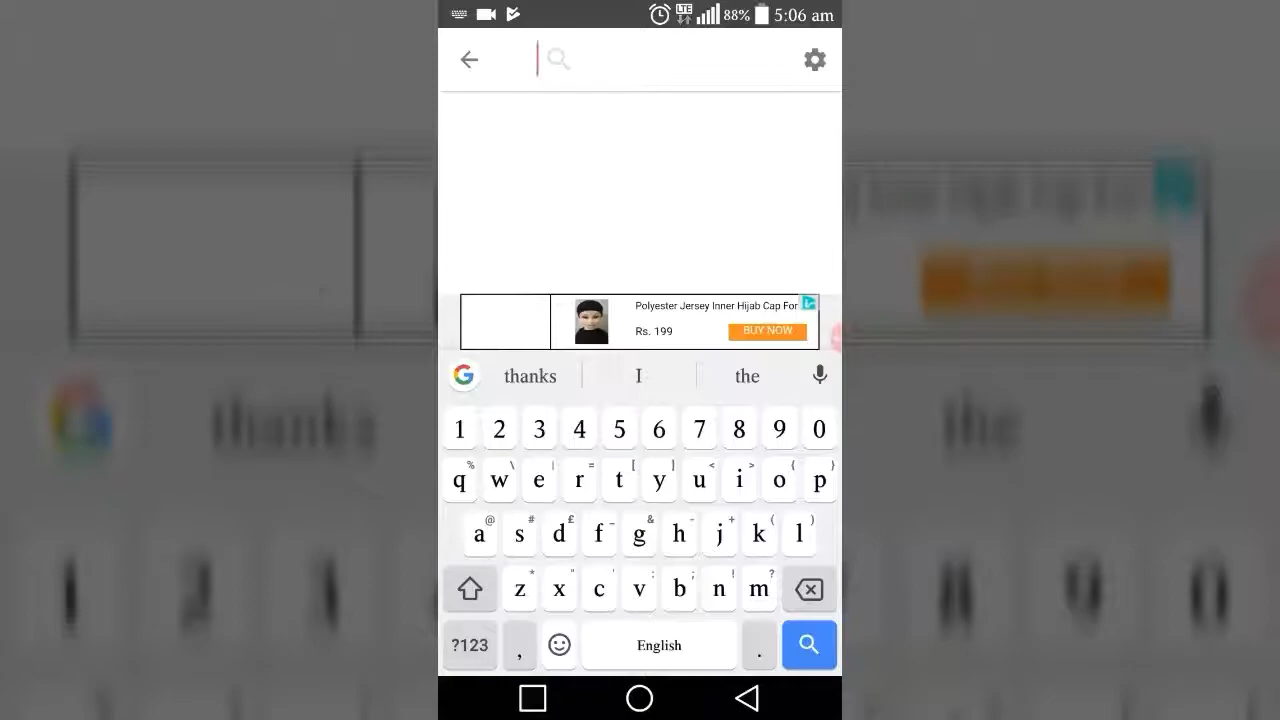 LTE 88% 5:06 am
Polyester Jersey Inner Hijab Cap For
Rs. 199 BUY NOW
thanks I the
1 2 3 4 5 6 7 8 9 0
% \ | = [ ] < > { }
q w e r t y u i o p
@ # £ _ & - + ( )
a s d f g h j k l
* " ' : ; ! ?
z x c v b n m
?123 , English .